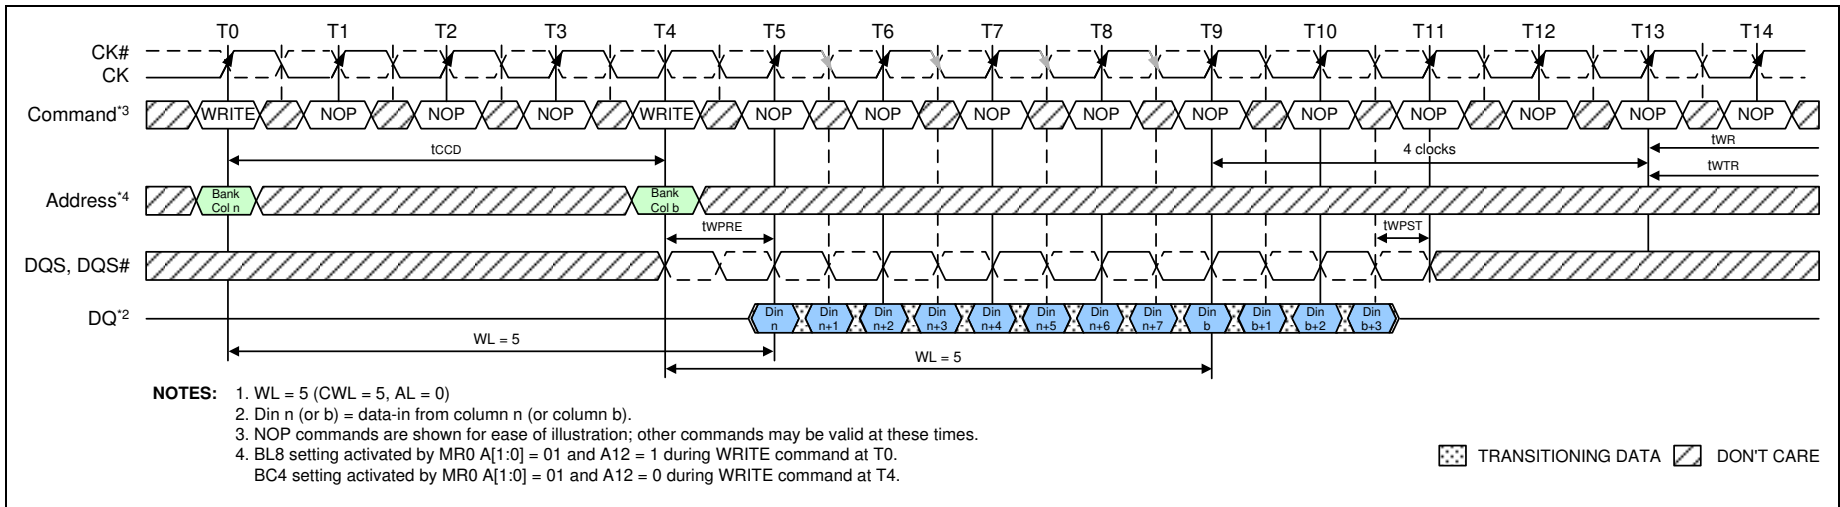 T0 T1 T2 T3 T4 T5 T6 T7 T8 T9 T10 T11 T12 T13 T14
CK#
CK
Command*3 WRITE NOP NOP NOP WRITE NOP NOP NOP NOP NOP NOP NOP NOP NOP NOP
tCCD 4 clocks tWR
tWTR
Address*4 Bank Col n Bank Col b
tWPRE tWPST
DQS, DQS#
DQ*2 Din n Din n+1 Din n+2 Din n+3 Din n+4 Din n+5 Din n+6 Din n+7 Din b Din b+1 Din b+2 Din b+3
WL = 5
WL = 5
NOTES: 1. WL = 5 (CWL = 5, AL = 0)
2. Din n (or b) = data-in from column n (or column b).
3. NOP commands are shown for ease of illustration; other commands may be valid at these times.
4. BL8 setting activated by MR0 A[1:0] = 01 and A12 = 1 during WRITE command at T0.
BC4 setting activated by MR0 A[1:0] = 01 and A12 = 0 during WRITE command at T4.
TRANSITIONING DATA DON'T CARE